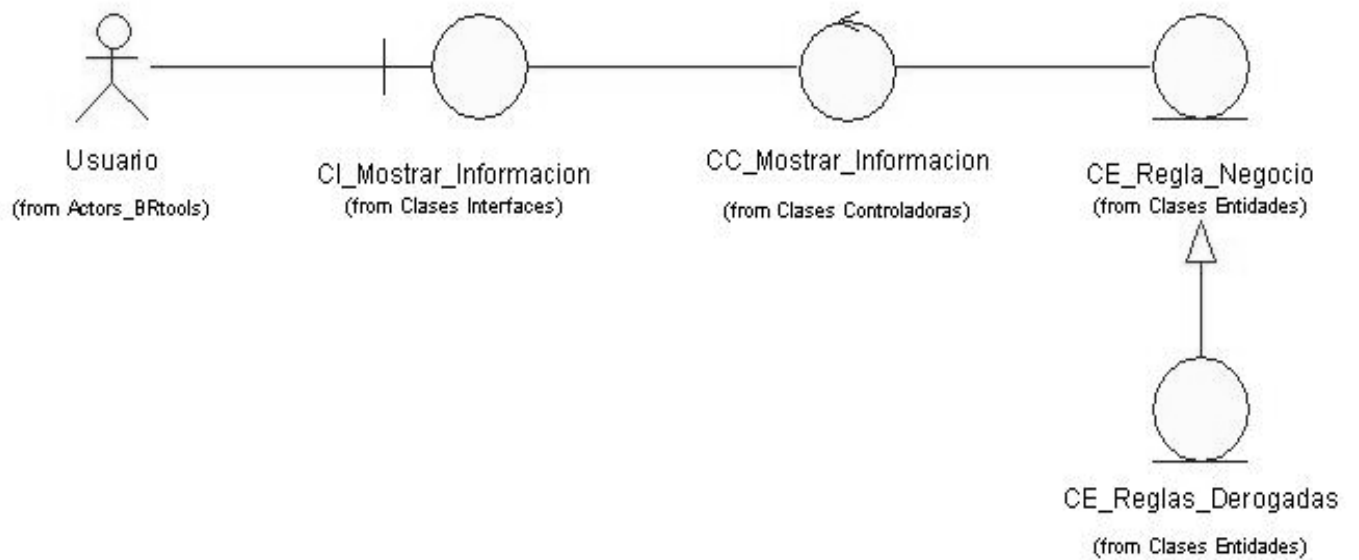 Usuario
(from Actors_BRtools)
CI_Mostrar_Informacion
(from Clases Interfaces)
CC_Mostrar_Informacion
(from Clases Controladoras)
CE_Regla_Negocio
(from Clases Entidades)
CE_Reglas_Derogadas
(from Clases Entidades)